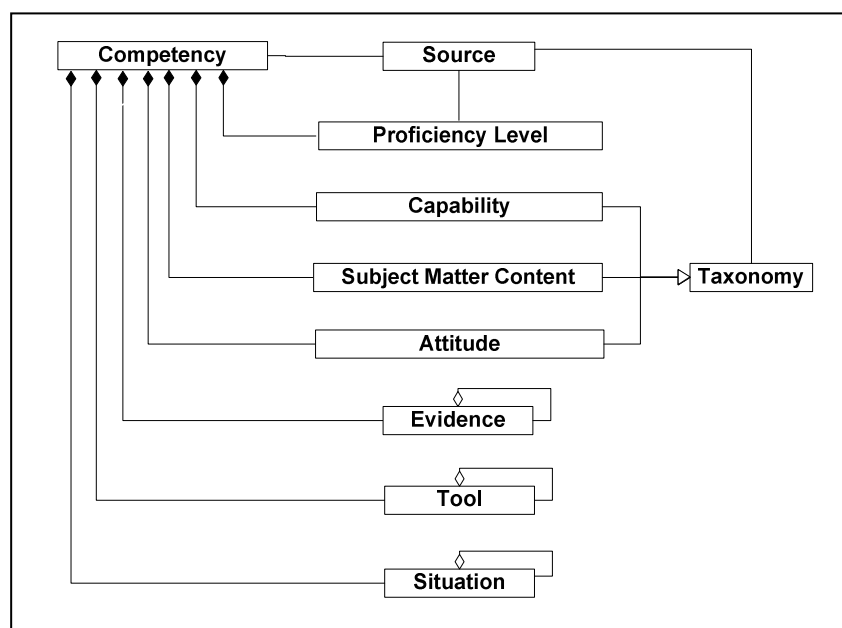 Competency
Source
Proficiency Level
Capability
Subject Matter Content
Taxonomy
Attitude
Evidence
Tool
Situation